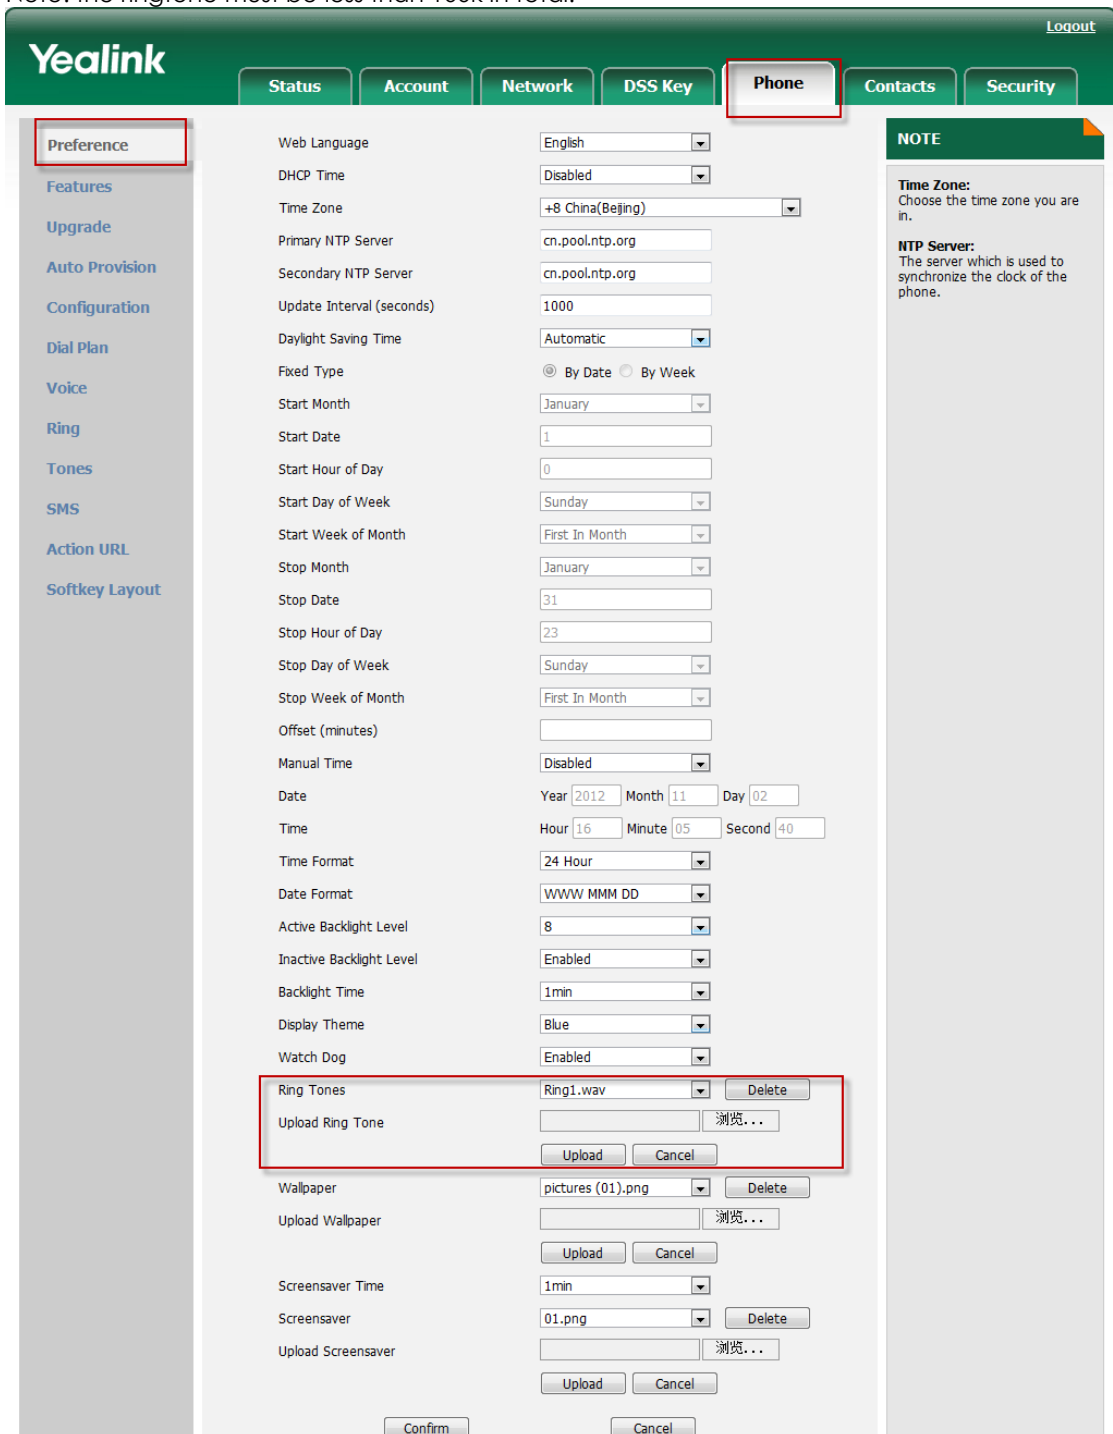 Note: the ringtone must be less than 100k in total.
Logout
Yealink
Status Account Network DSS Key Phone Contacts Security
Preference
Features
Upgrade
Auto Provision
Configuration
Dial Plan
Voice
Ring
Tones
SMS
Action URL
Softkey Layout
Web Language English
DHCP Time Disabled
Time Zone +8 China(Beijing)
Primary NTP Server cn.pool.ntp.org
Secondary NTP Server cn.pool.ntp.org
Update Interval (seconds) 1000
Daylight Saving Time Automatic
Fixed Type By Date By Week
Start Month January
Start Date 1
Start Hour of Day 0
Start Day of Week Sunday
Start Week of Month First In Month
Stop Month January
Stop Date 31
Stop Hour of Day 23
Stop Day of Week Sunday
Stop Week of Month First In Month
Offset (minutes)
Manual Time Disabled
Date Year 2012 Month 11 Day 02
Time Hour 16 Minute 05 Second 40
Time Format 24 Hour
Date Format WWW MMM DD
Active Backlight Level 8
Inactive Backlight Level Enabled
Backlight Time 1min
Display Theme Blue
Watch Dog Enabled
Ring Tones Ring1.wav Delete
Upload Ring Tone 浏览...
Upload Cancel
Wallpaper pictures (01).png Delete
Upload Wallpaper 浏览...
Upload Cancel
Screensaver Time 1min
Screensaver 01.png Delete
Upload Screensaver 浏览...
Upload Cancel
Confirm Cancel
NOTE
Time Zone:
Choose the time zone you are
in.
NTP Server:
The server which is used to
synchronize the clock of the
phone.